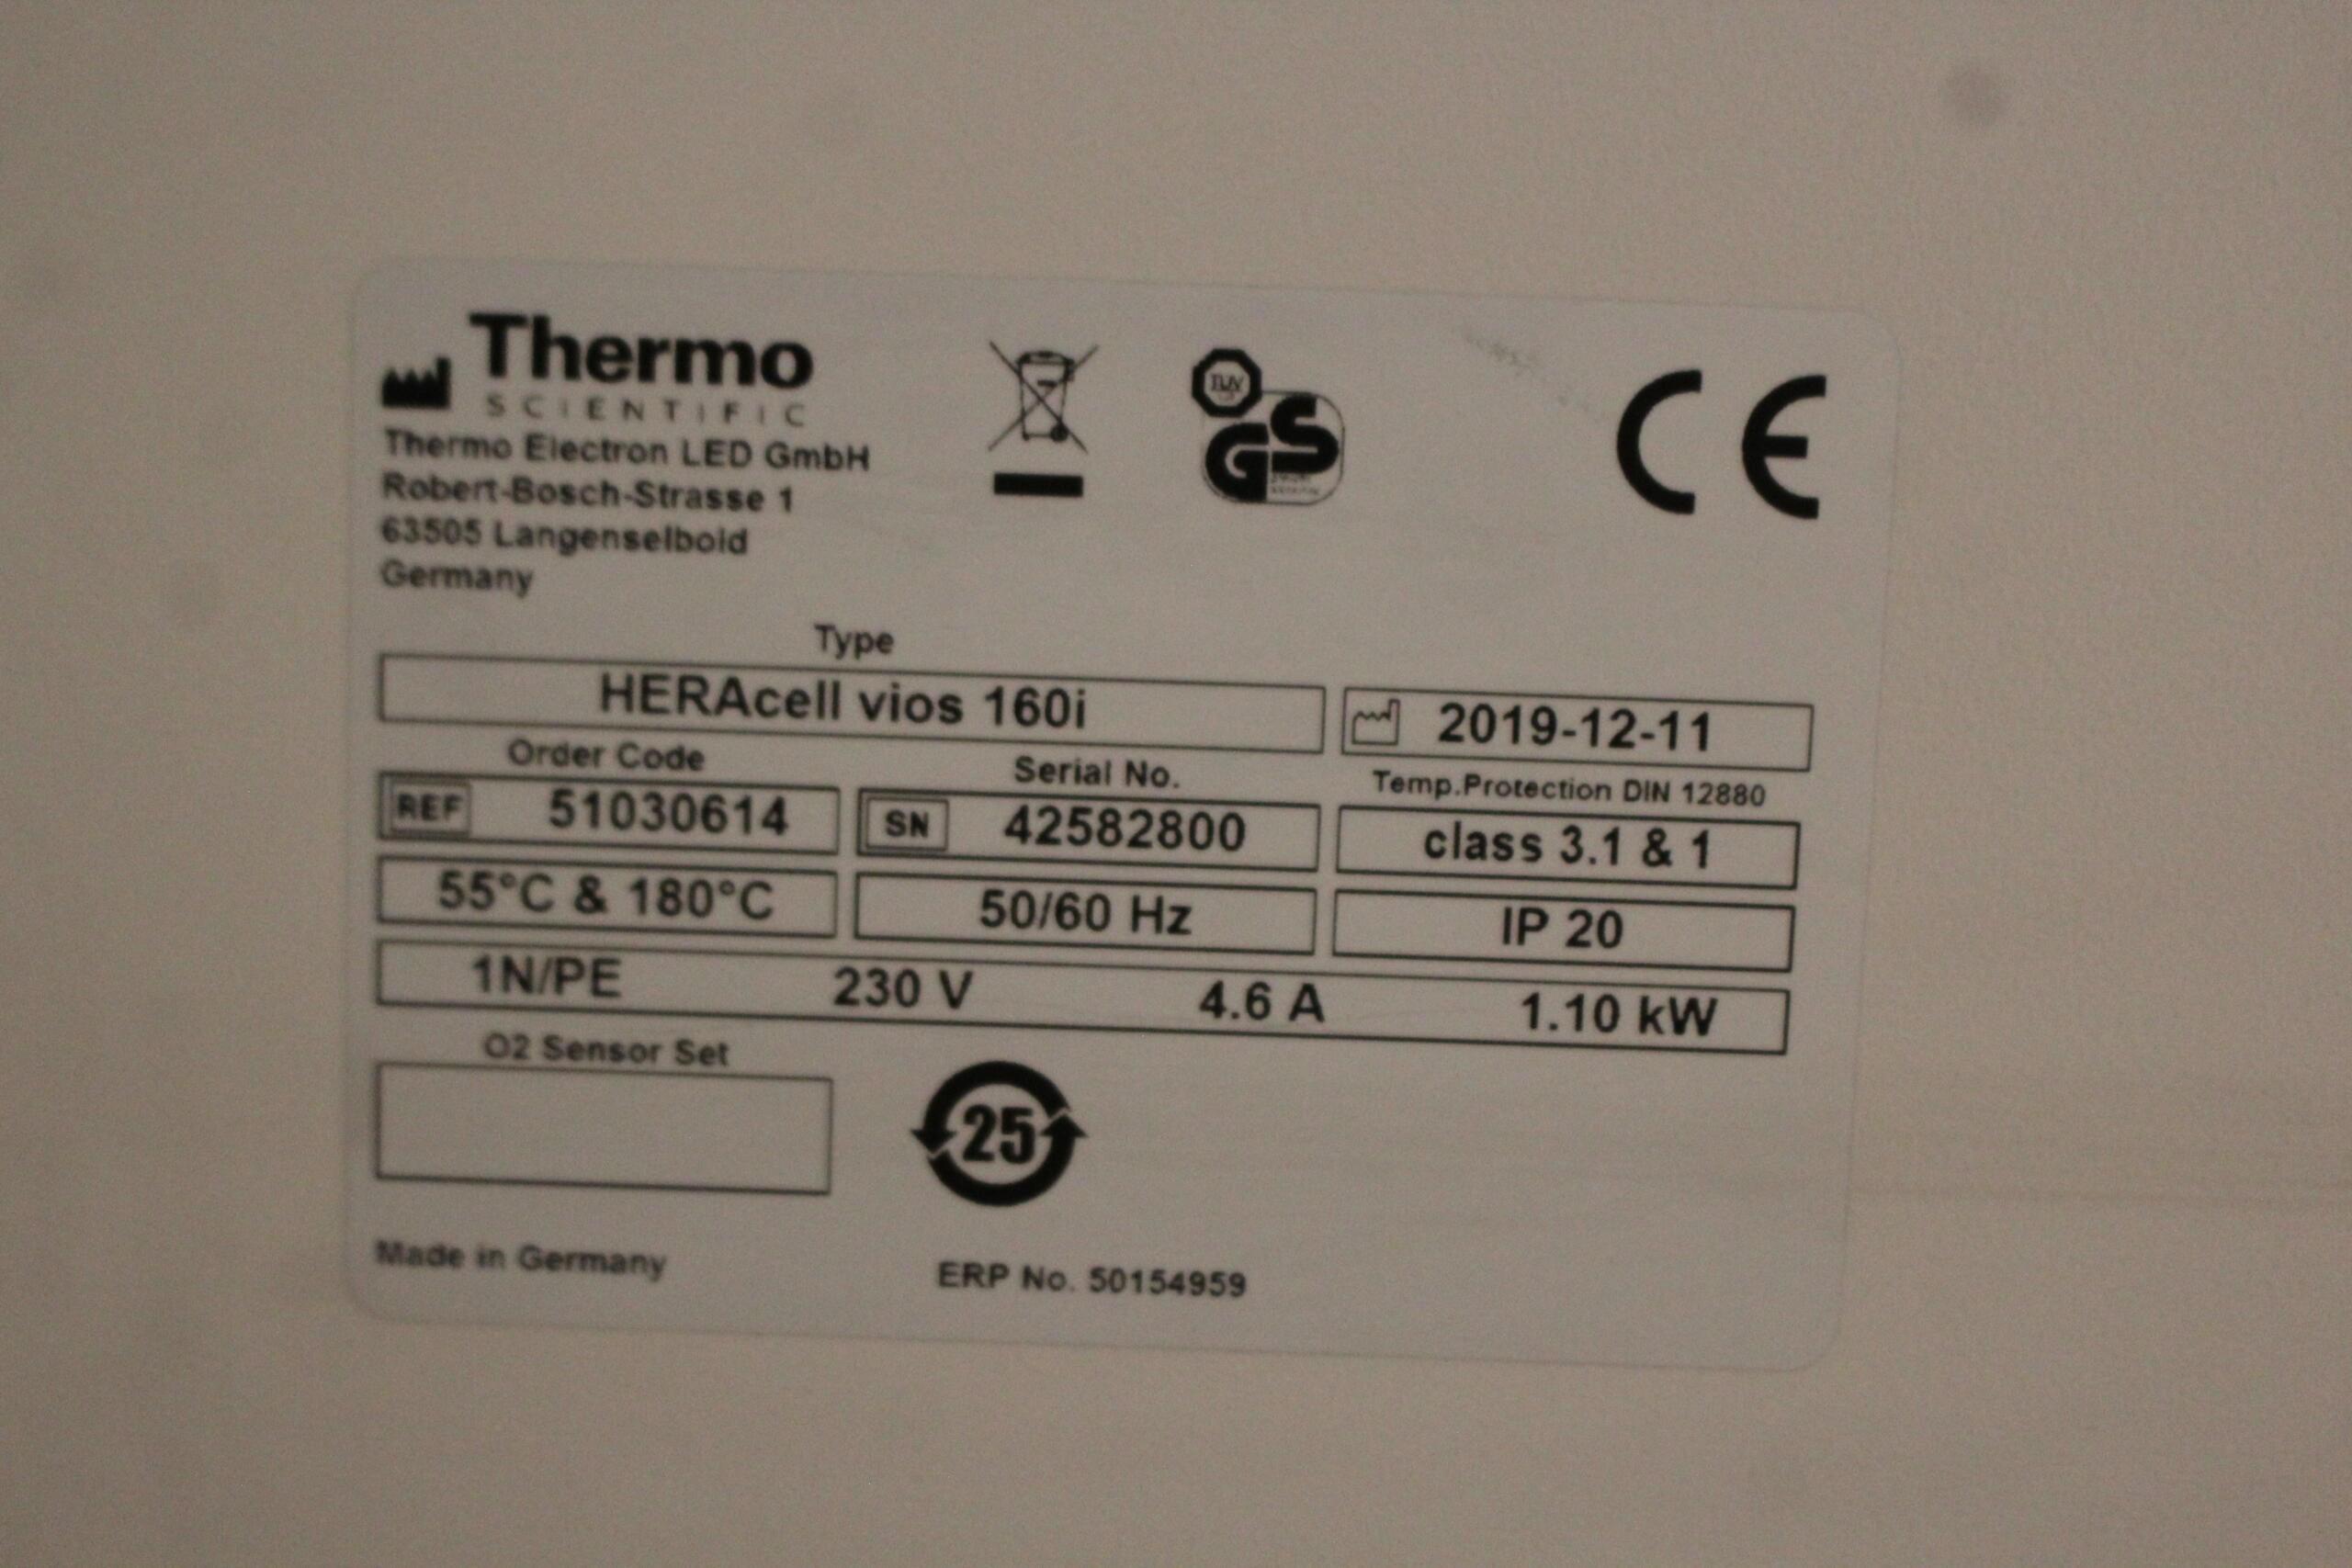 Thermo
SCIENTIFIC
Thermo Electron LED GmbH
Robert-Bosch-Strasse 1
63505 Langenselbold
Germany
TÜV
GS
CE
Type
HERAcell vios 160i
2019-12-11
Order Code
Serial No.
Temp.Protection DIN 12880
REF 51030614
SN 42582800
class 3.1 & 1
55°C & 180°C
50/60 Hz
IP 20
1N/PE 230 V 4.6 A 1.10 kW
O2 Sensor Set
25
Made in Germany
ERP No. 50154959